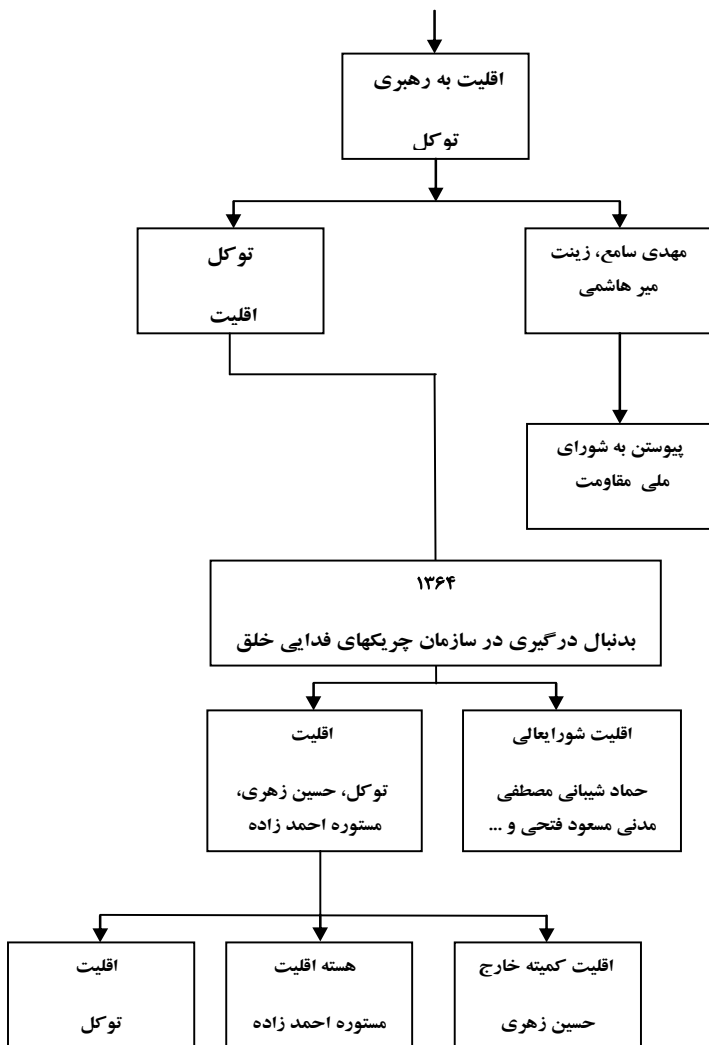 اقلیت به رهبری
توکل
مهدی سامع، زینت
میر هاشمی
توکل
اقلیت
پیوستن به شورای
ملی مقاومت
۱۳۶۴
بدنبال درگیری در سازمان چریکهای فدایی خلق
اقلیت شورایعالی
حماد شیبانی مصطفی
مدنی مسعود فتحی و ...
اقلیت
توکل، حسین زهری،
مستوره احمد زاده
اقلیت کمیته خارج
حسین زهری
هسته اقلیت
مستوره احمد زاده
اقلیت
توکل